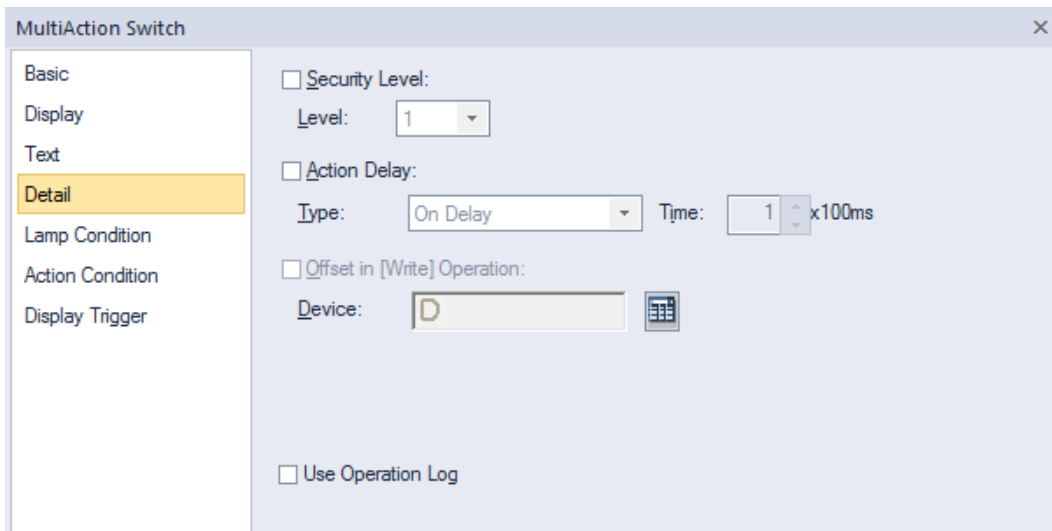 MultiAction Switch
Basic
Display
Text
Detail
Lamp Condition
Action Condition
Display Trigger
Security Level:
Level: 1
Action Delay:
Type: On Delay Time: 1 x100ms
Offset in [Write] Operation:
Device: D
Use Operation Log